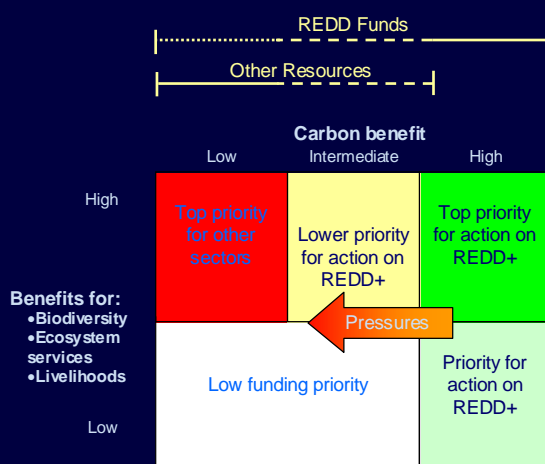 REDD Funds
Other Resources
Carbon benefit
Low
Intermediate
High
High
Top priority
for other
sectors
Lower priority
for action on
REDD+
Top priority
for action on
REDD+
Benefits for:
•Biodiversity
•Ecosystem
services
•Livelihoods
Pressures
Low funding priority
Priority for
action on
REDD+
Low